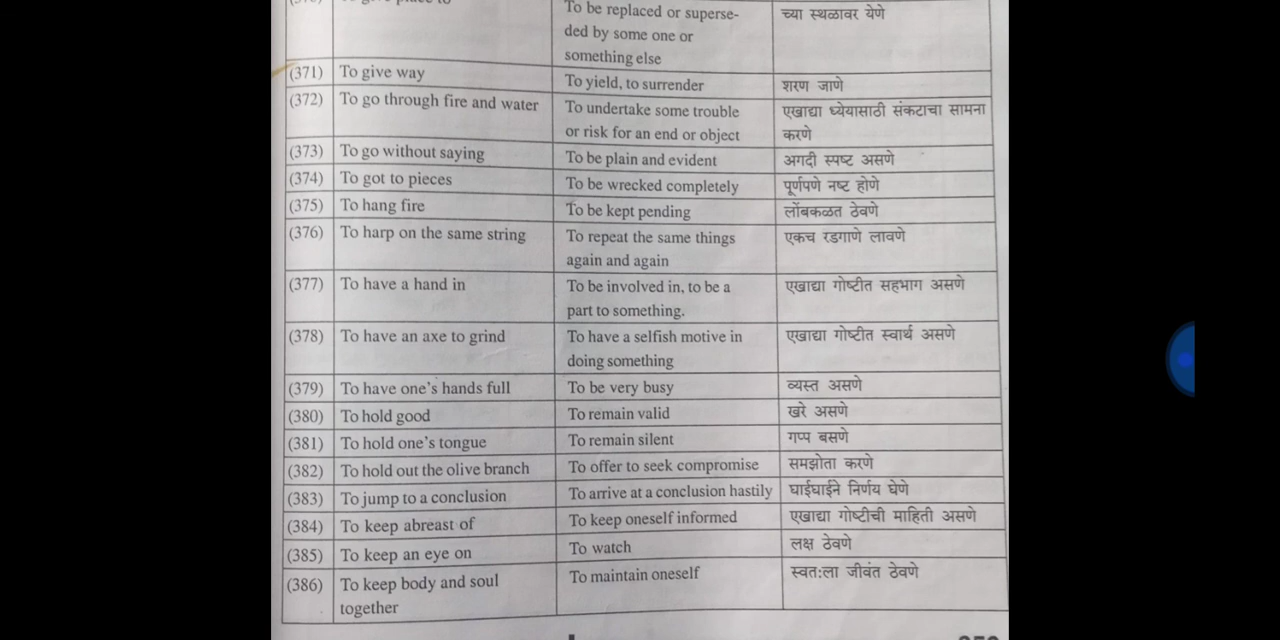 To be replaced or superse- च्या स्थळावर येणे
ded by some one or
something else
(371) To give way To yield, to surrender शरण जाणे
(372) To go through fire and water To undertake some trouble एखाद्या ध्येयासाठी संकटाचा सामना
or risk for an end or object करणे
(373) To go without saying To be plain and evident अगदी स्पष्ट असणे
(374) To got to pieces To be wrecked completely पूर्णपणे नष्ट होणे
(375) To hang fire To be kept pending लोंबकळत ठेवणे
(376) To harp on the same string To repeat the same things एकच रडगाणे लावणे
again and again
(377) To have a hand in To be involved in, to be a एखाद्या गोष्टीत सहभाग असणे
part to something.
(378) To have an axe to grind To have a selfish motive in एखाद्या गोष्टीत स्वार्थ असणे
doing something
(379) To have one's hands full To be very busy व्यस्त असणे
(380) To hold good To remain valid खरे असणे
(381) To hold one's tongue To remain silent गप्प बसणे
(382) To hold out the olive branch To offer to seek compromise समझोता करणे
(383) To jump to a conclusion To arrive at a conclusion hastily घाईघाईने निर्णय घेणे
(384) To keep abreast of To keep oneself informed एखाद्या गोष्टीची माहिती असणे
(385) To keep an eye on To watch लक्ष ठेवणे
(386) To keep body and soul To maintain oneself स्वत:ला जीवंत ठेवणे
together